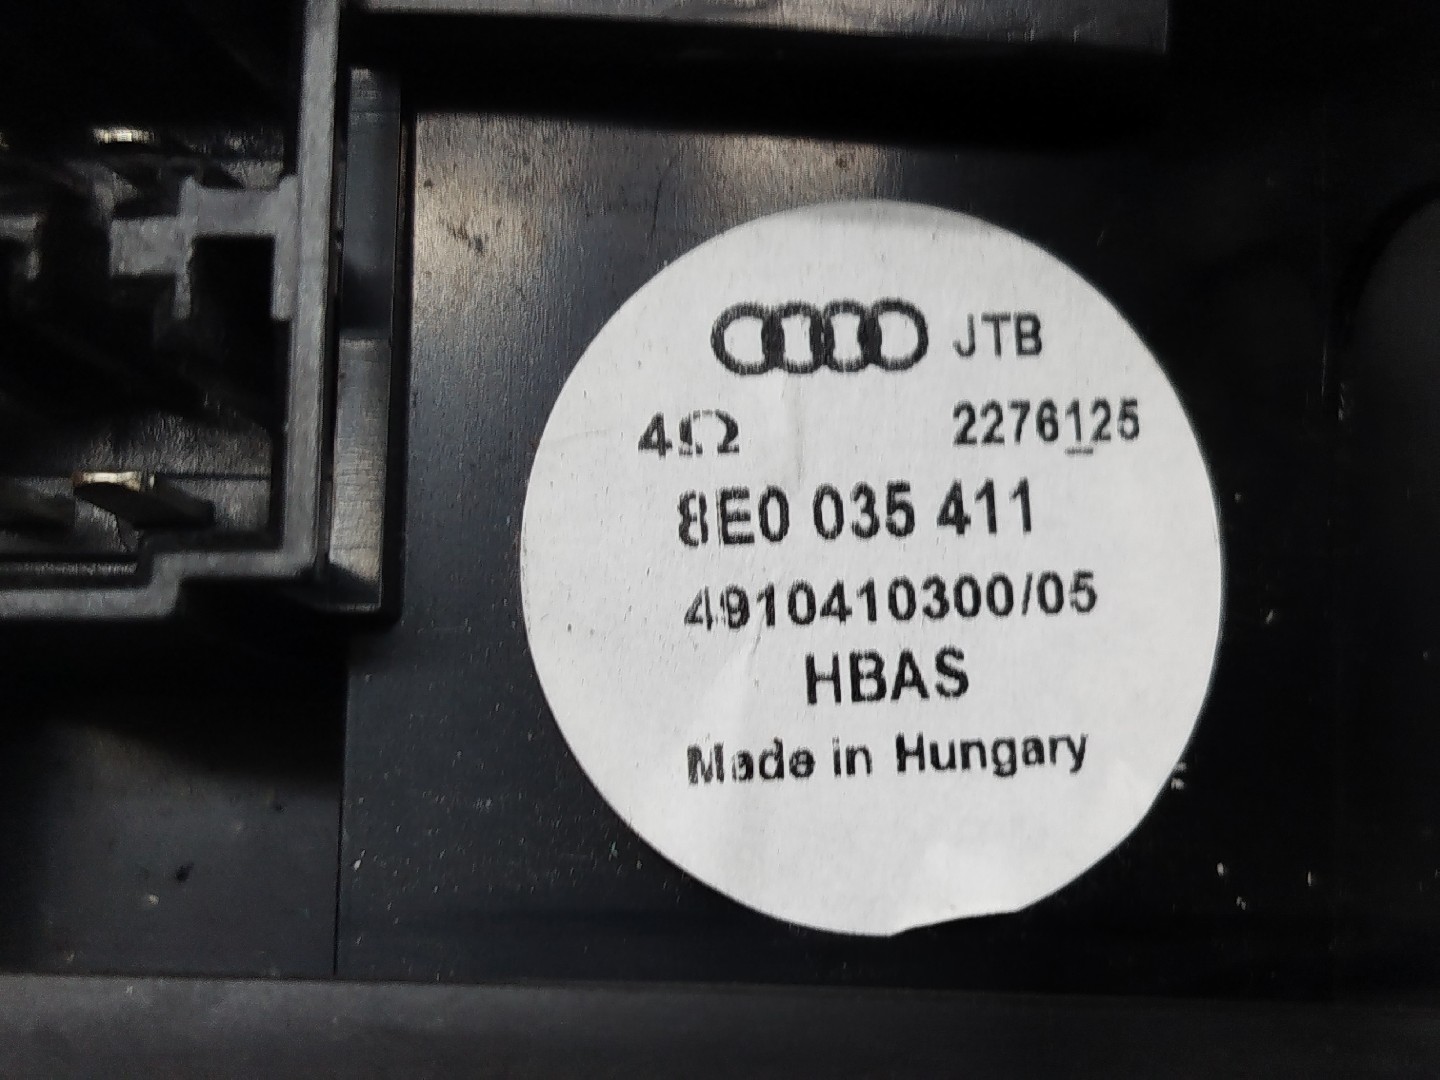 JTB
4Ω 2276125
8E0 035 411
4910410300/05
HBAS
Made in Hungary